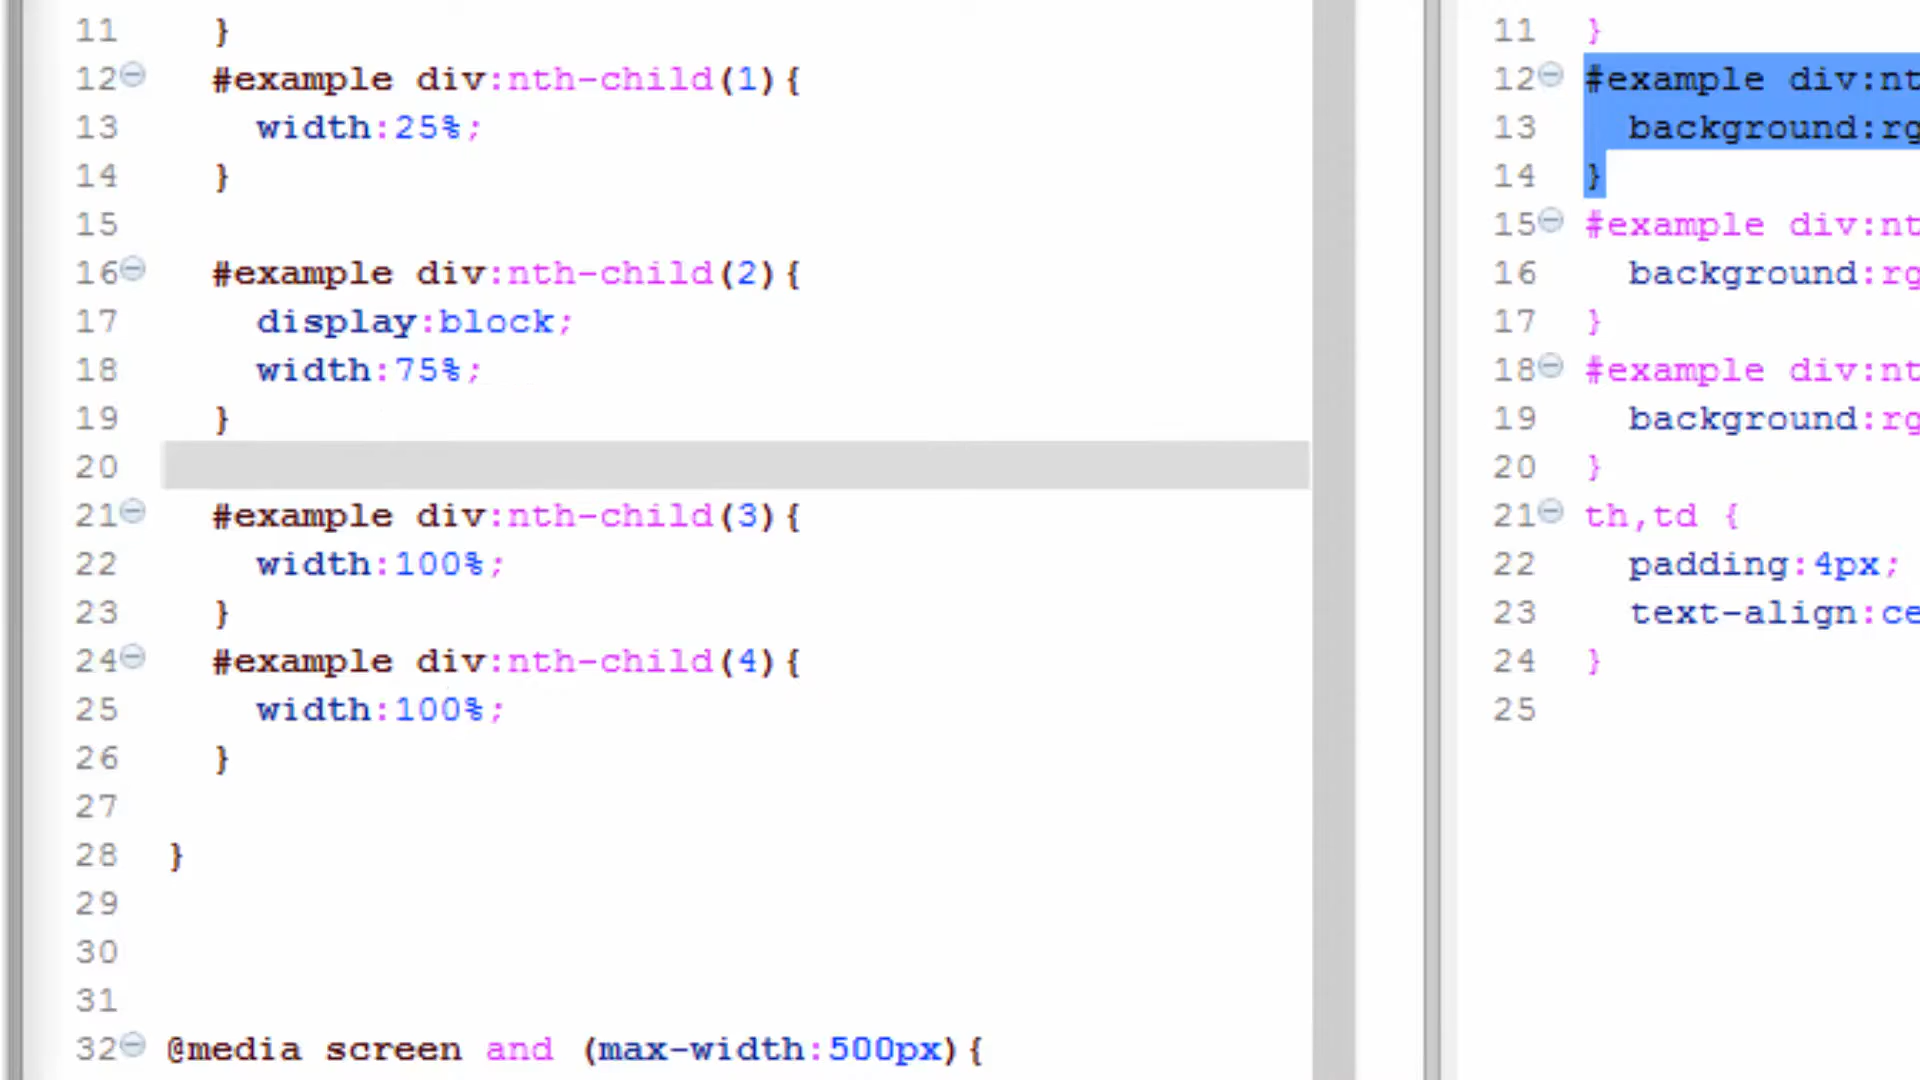 11 }
12 #example div:nth-child(1){
13 width:25%;
14 }
15
16 #example div:nth-child(2){
17 display:block;
18 width:75%;
19 }
20
21 #example div:nth-child(3){
22 width:100%;
23 }
24 #example div:nth-child(4){
25 width:100%;
26 }
27
28 }
29
30
31
32 @media screen and (max-width:500px){
11 }
12 #example div:nt
13 background:rg
14 }
15 #example div:nt
16 background:rg
17 }
18 #example div:nt
19 background:rg
20 }
21 th,td {
22 padding:4px;
23 text-align:ce
24 }
25